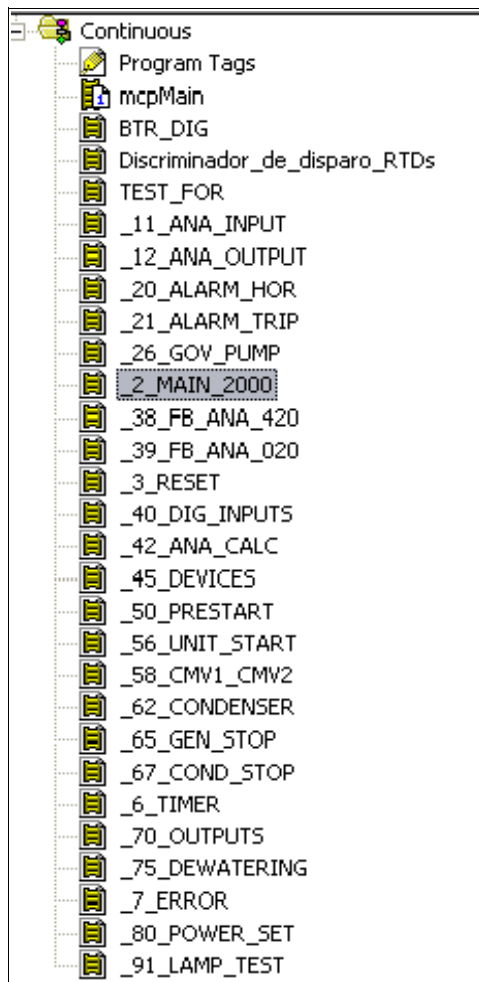 Continuous
Program Tags
mcpMain
BTR_DIG
Discriminador_de_disparo_RTDs
TEST_FOR
_11_ANA_INPUT
_12_ANA_OUTPUT
_20_ALARM_HOR
_21_ALARM_TRIP
_26_GOV_PUMP
_2_MAIN_2000
_38_FB_ANA_420
_39_FB_ANA_020
_3_RESET
_40_DIG_INPUTS
_42_ANA_CALC
_45_DEVICES
_50_PRESTART
_56_UNIT_START
_58_CMV1_CMV2
_62_CONDENSER
_65_GEN_STOP
_67_COND_STOP
_6_TIMER
_70_OUTPUTS
_75_DEWATERING
_7_ERROR
_80_POWER_SET
_91_LAMP_TEST